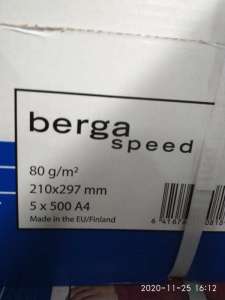 berga
speed
80 g/m²
210x297 mm
5 x 500 A4
Made in the EU/Finland
2020-11-25 16:12